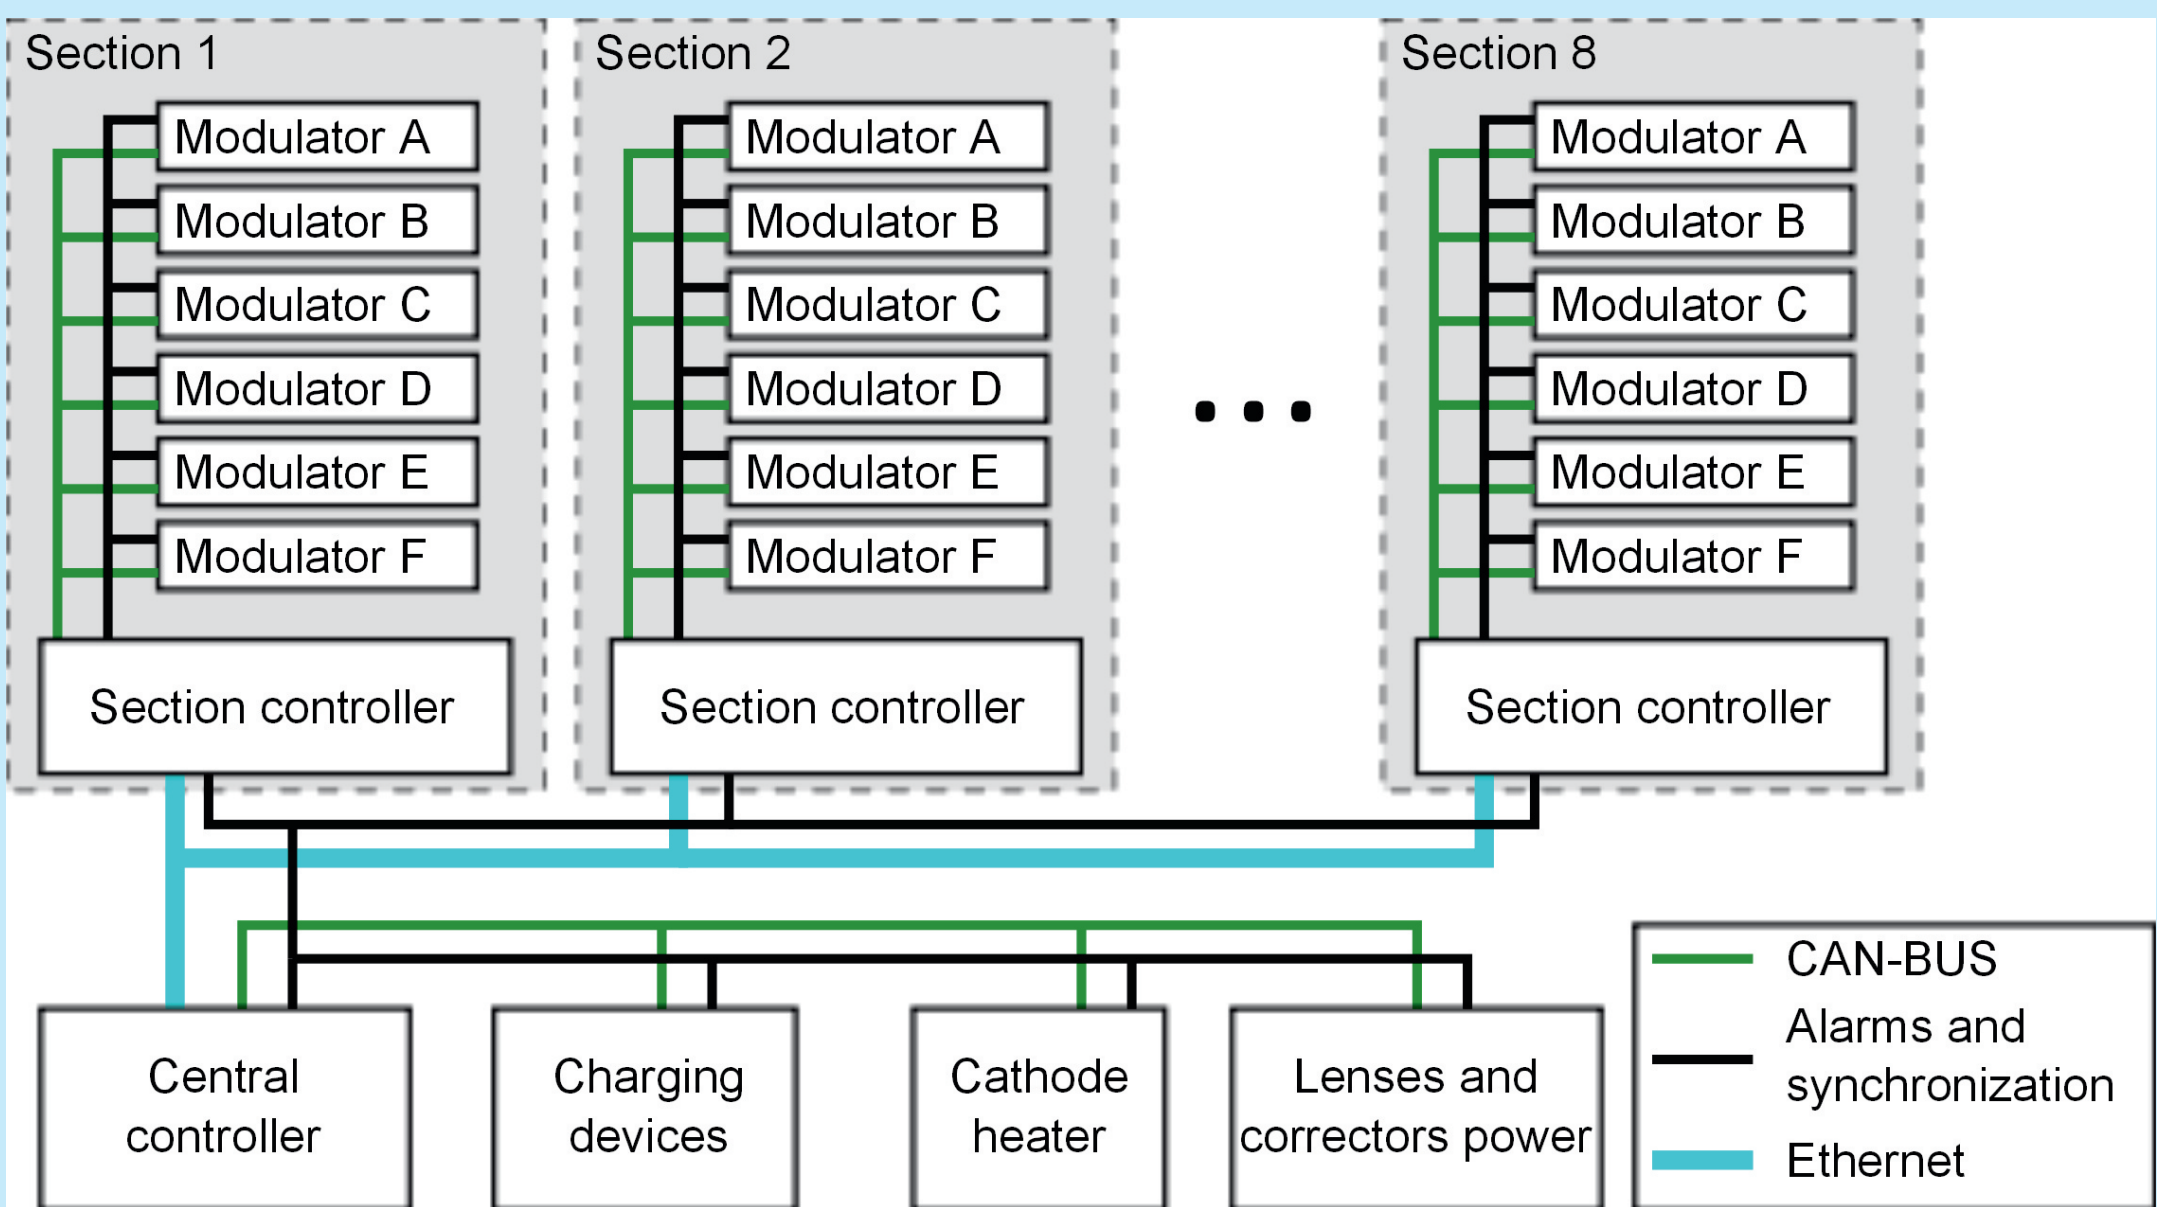 Section 1
Modulator A
Modulator B
Modulator C
Modulator D
Modulator E
Modulator F
Section controller
Section 2
Modulator A
Modulator B
Modulator C
Modulator D
Modulator E
Modulator F
Section controller
...
Section 8
Modulator A
Modulator B
Modulator C
Modulator D
Modulator E
Modulator F
Section controller
Central
controller
Charging
devices
Cathode
heater
Lenses and
correctors power
CAN-BUS
Alarms and
synchronization
Ethernet